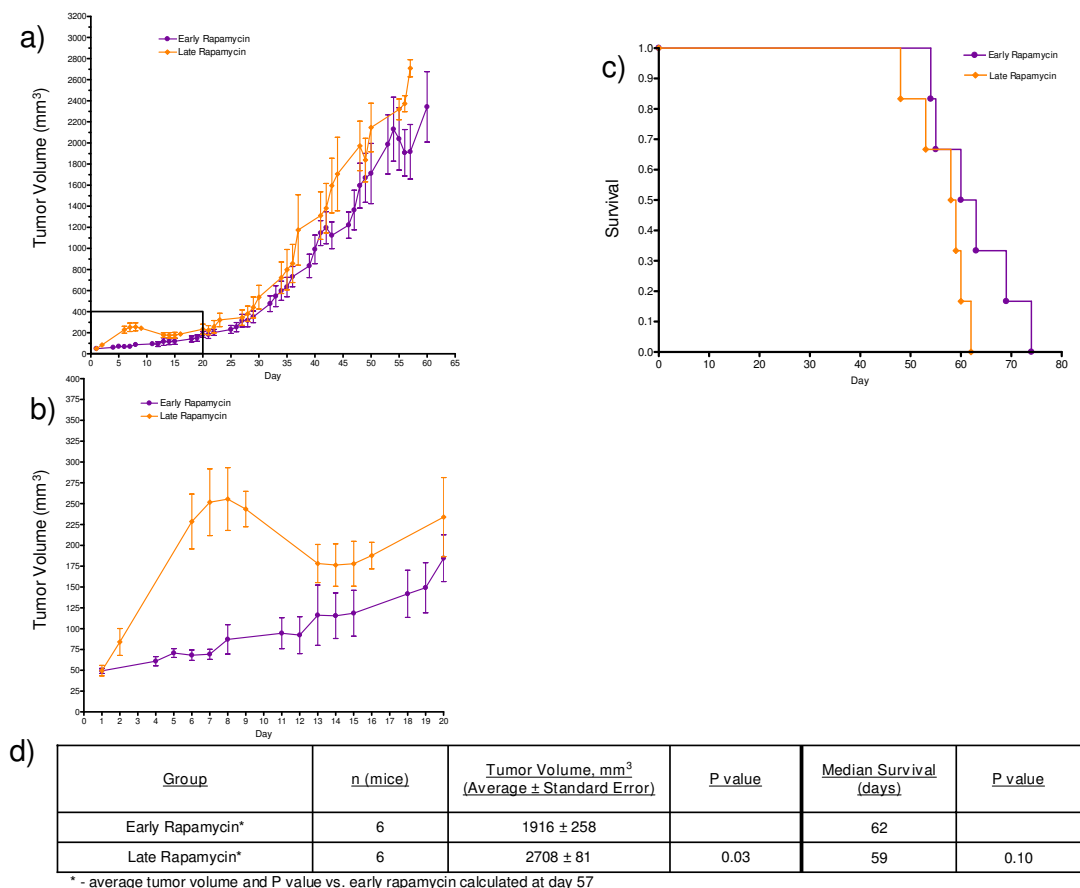 a)
Early Rapamycin
Late Rapamycin
Tumor Volume (mm³)
3200
3000
2800
2600
2400
2200
2000
1800
1600
1400
1200
1000
800
600
400
200
0
0 5 10 15 20 25 30 35 40 45 50 55 60 65
Day
c)
Early Rapamycin
Late Rapamycin
Survival
1.0
0.9
0.8
0.7
0.6
0.5
0.4
0.3
0.2
0.1
0.0
0 10 20 30 40 50 60 70 80
Day
b)
Early Rapamycin
Late Rapamycin
Tumor Volume (mm³)
400
375
350
325
300
275
250
225
200
175
150
125
100
75
50
25
0
0 1 2 3 4 5 6 7 8 9 10 11 12 13 14 15 16 17 18 19 20
Day
d)
Group n (mice) Tumor Volume, mm³ (Average ± Standard Error) P value Median Survival (days) P value
Early Rapamycin* 6 1916 ± 258 62
Late Rapamycin* 6 2708 ± 81 0.03 59 0.10
* - average tumor volume and P value vs. early rapamycin calculated at day 57